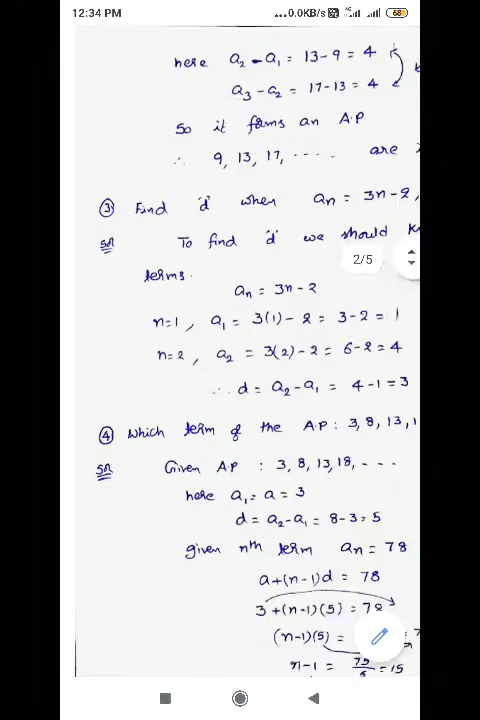 12:34 PM ...0.0KB/s 4G 68
here a₂ - a₁ = 13-9 = 4
a₃ - a₂ = 17-13 = 4
So it forms an A.P
∴ 9, 13, 17, ---- are
③ Find 'd' when aₙ = 3n-2,
Sol To find 'd' we should
2/5
terms.
aₙ = 3n-2
n=1, a₁ = 3(1)-2 = 3-2 = 1
n=2, a₂ = 3(2)-2 = 6-2=4
∴ d = a₂-a₁ = 4-1=3
④ Which term of the A.P: 3, 8, 13, 1
Sol Given A.P : 3, 8, 13, 18, ----
here a₁ = a = 3
d = a₂-a₁ = 8-3=5
given nth term aₙ = 78
a+(n-1)d = 78
3+(n-1)(5) = 78
(n-1)(5) =
n-1 = 75/5 = 15